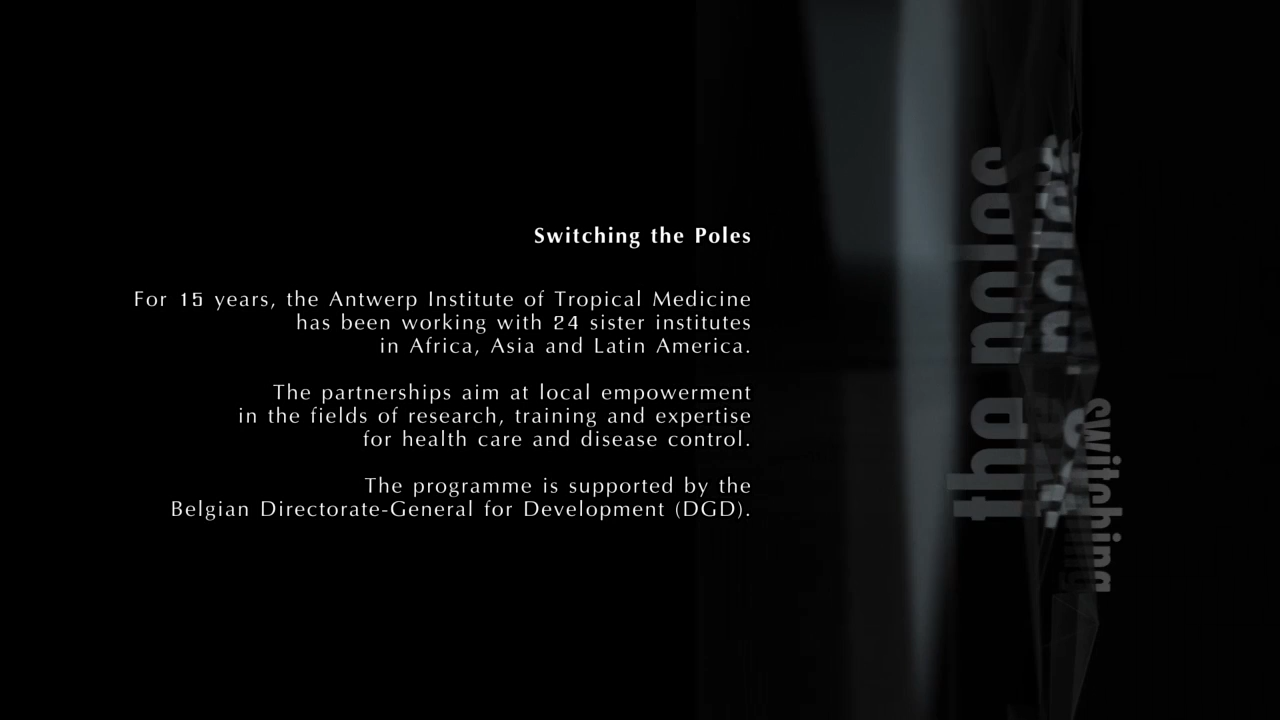 Switching the Poles
For 15 years, the Antwerp Institute of Tropical Medicine
has been working with 24 sister institutes
in Africa, Asia and Latin America.
The partnerships aim at local empowerment
in the fields of research, training and expertise
for health care and disease control.
The programme is supported by the
Belgian Directorate-General for Development (DGD).
the poles
switching